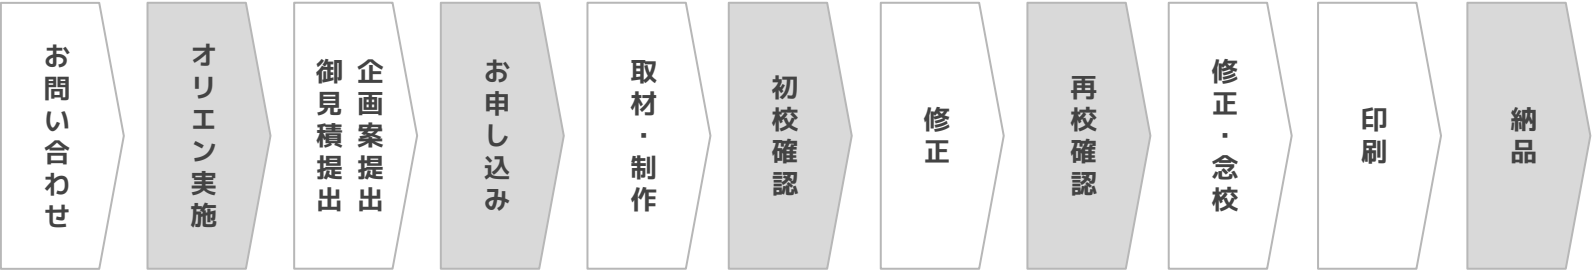 お問い合わせ
オリエン実施
企画案提出
御見積提出
お申し込み
取材・制作
初校確認
修正
再校確認
修正・念校
印刷
納品